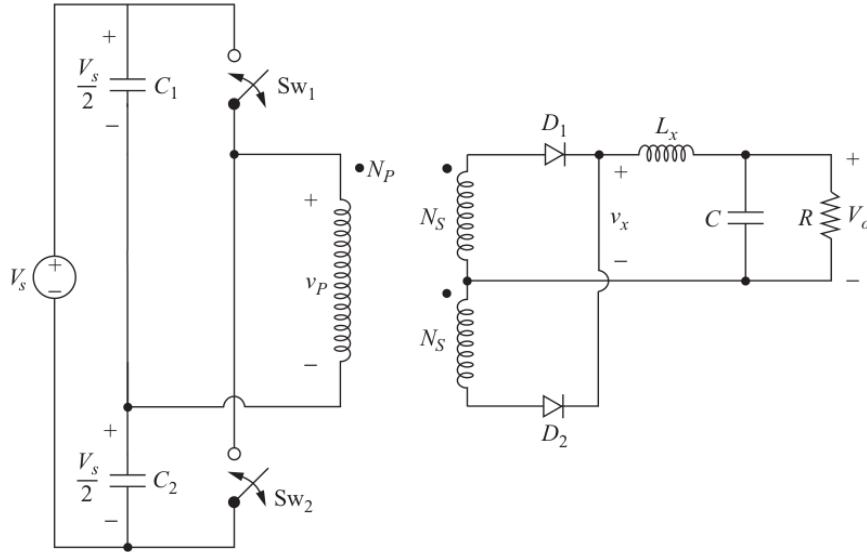 +
V_s/2
C_1
−
Sw_1
V_s
+
−
N_P
+
v_P
−
+
V_s/2
C_2
−
Sw_2
D_1
L_x
N_S
+
v_x
−
C
R
+
V_o
−
N_S
D_2